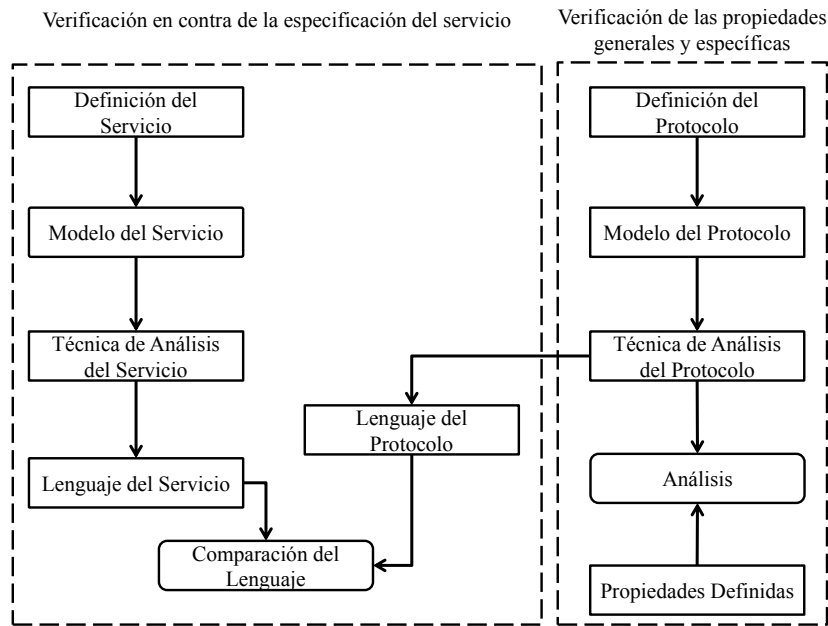 Verificación en contra de la especificación del servicio
Verificación de las propiedades
generales y específicas
Definición del
Servicio
Modelo del Servicio
Técnica de Análisis
del Servicio
Lenguaje del Servicio
Comparación del
Lenguaje
Lenguaje del
Protocolo
Definición del
Protocolo
Modelo del Protocolo
Técnica de Análisis
del Protocolo
Análisis
Propiedades Definidas